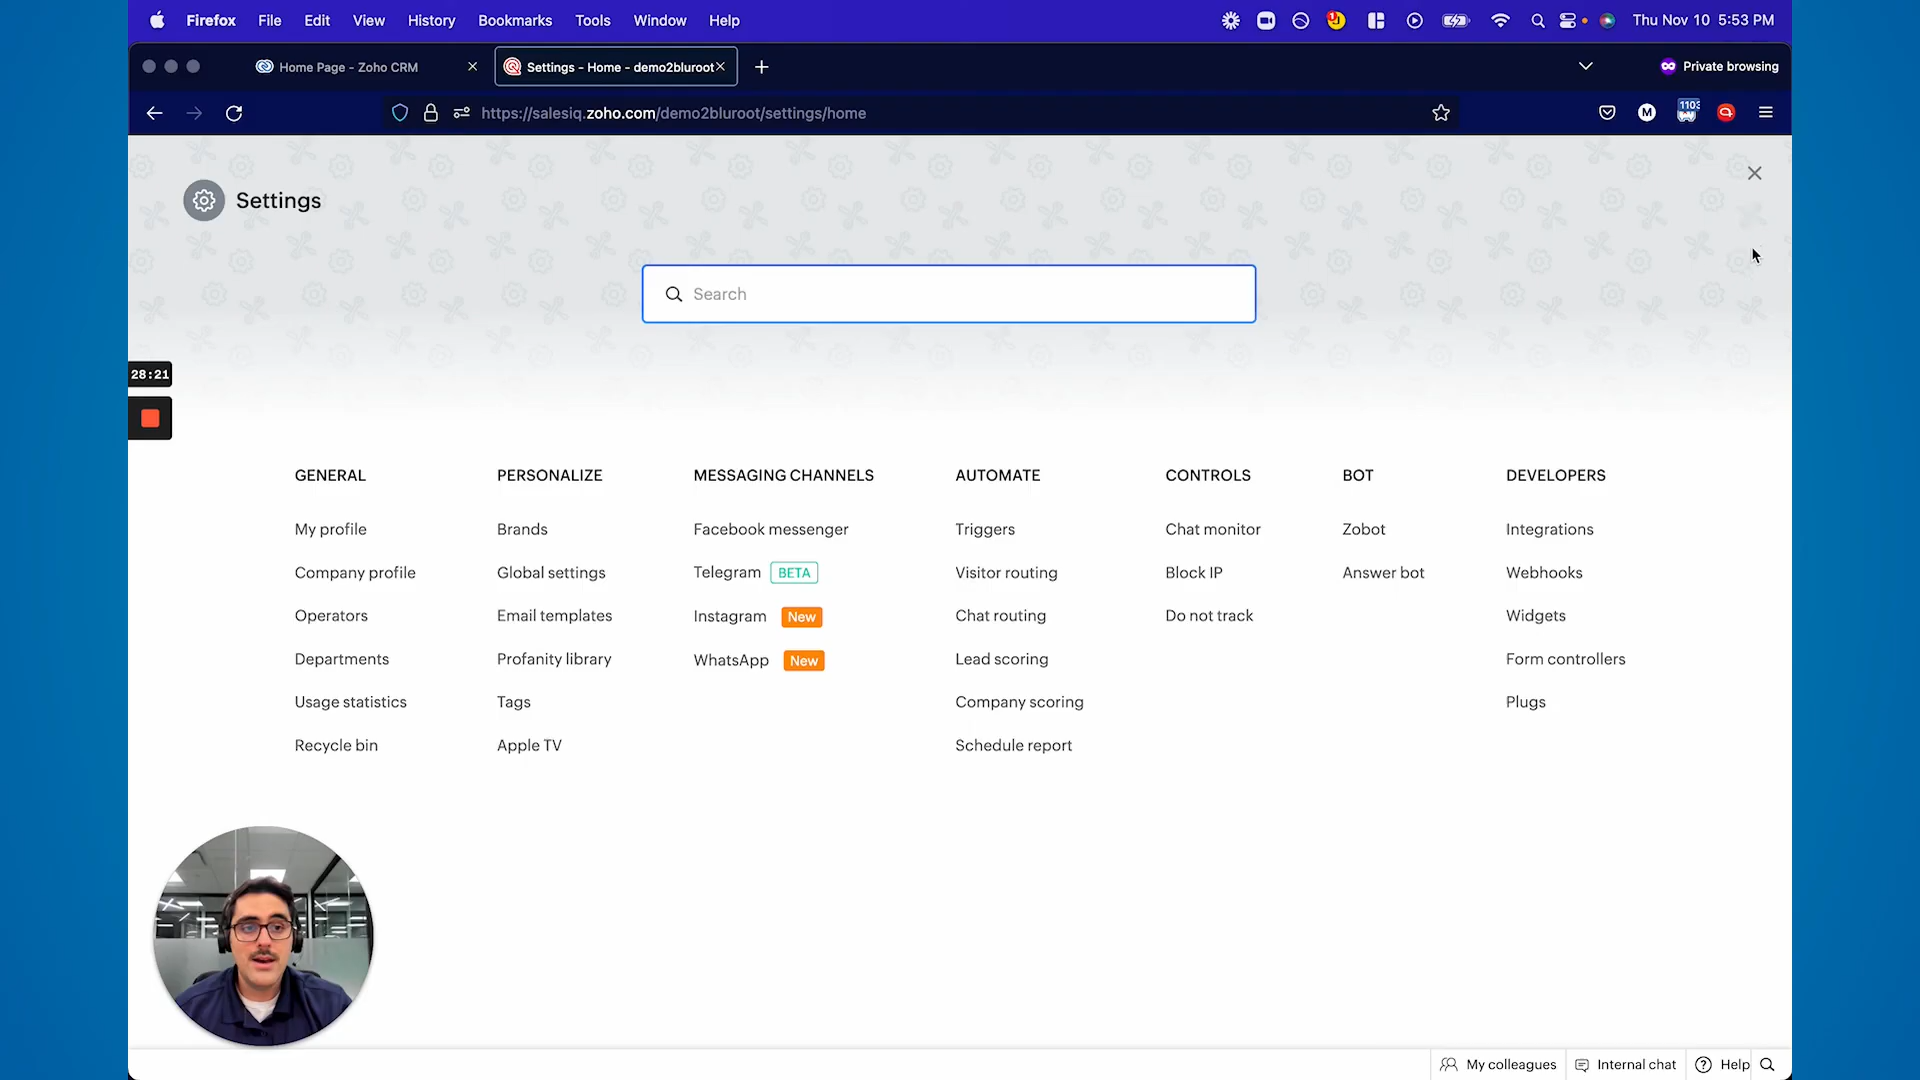 Firefox File Edit View History Bookmarks Tools Window Help Thu Nov 10 5:53 PM
Home Page - Zoho CRM Settings - Home - demo2bluroot Private browsing
https://salesiq.zoho.com/demo2bluroot/settings/home M 1103
Settings
Search
28:21
GENERAL PERSONALIZE MESSAGING CHANNELS AUTOMATE CONTROLS BOT DEVELOPERS
My profile Brands Facebook messenger Triggers Chat monitor Zobot Integrations
Company profile Global settings Telegram BETA Visitor routing Block IP Answer bot Webhooks
Operators Email templates Instagram New Chat routing Do not track Widgets
Departments Profanity library WhatsApp New Lead scoring Form controllers
Usage statistics Tags Company scoring Plugs
Recycle bin Apple TV Schedule report
My colleagues Internal chat Help